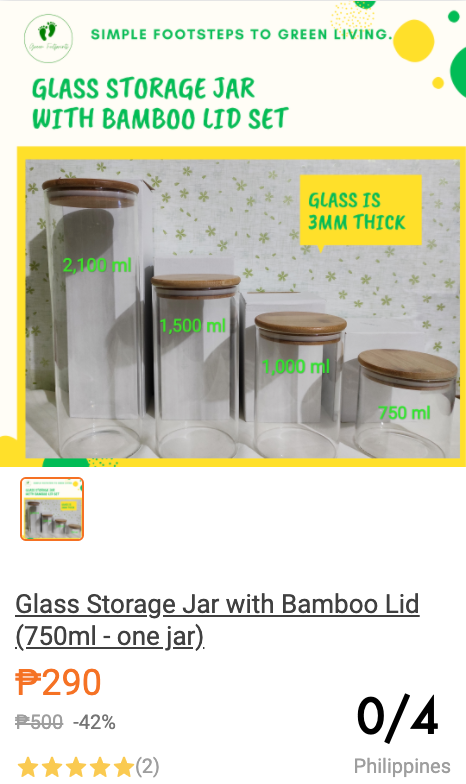 SIMPLE FOOTSTEPS TO GREEN LIVING.
Green Footprints
GLASS STORAGE JAR
WITH BAMBOO LID SET
GLASS IS
3MM THICK
2,100 ml
1,500 ml
1,000 ml
750 ml
Glass Storage Jar with Bamboo Lid
(750ml - one jar)
₱290
₱500 -42%
(2)
0/4
Philippines